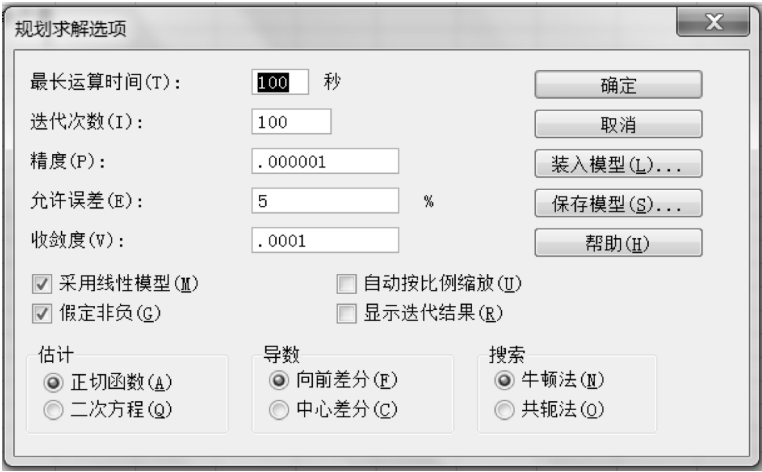 规划求解选项
最长运算时间(T): 100 秒 确定
迭代次数(I): 100 取消
精度(P): .000001 装入模型(L)...
允许误差(E): 5 % 保存模型(S)...
收敛度(V): .0001 帮助(H)
采用线性模型(M) 自动按比例缩放(U)
假定非负(G) 显示迭代结果(R)
估计 导数 搜索
正切函数(A) 向前差分(F) 牛顿法(N)
二次方程(Q) 中心差分(C) 共轭法(O)